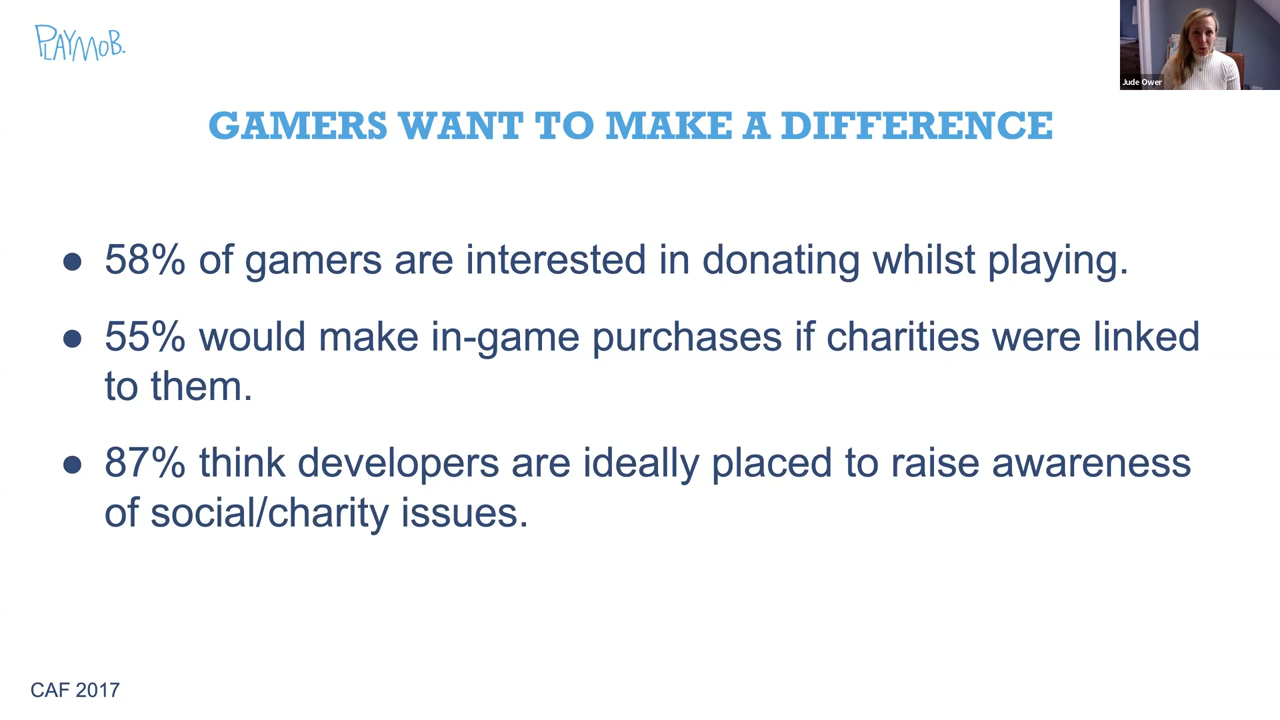 PLAYMOB.
Jude Ower
GAMERS WANT TO MAKE A DIFFERENCE
● 58% of gamers are interested in donating whilst playing.
● 55% would make in-game purchases if charities were linked
to them.
● 87% think developers are ideally placed to raise awareness
of social/charity issues.
CAF 2017